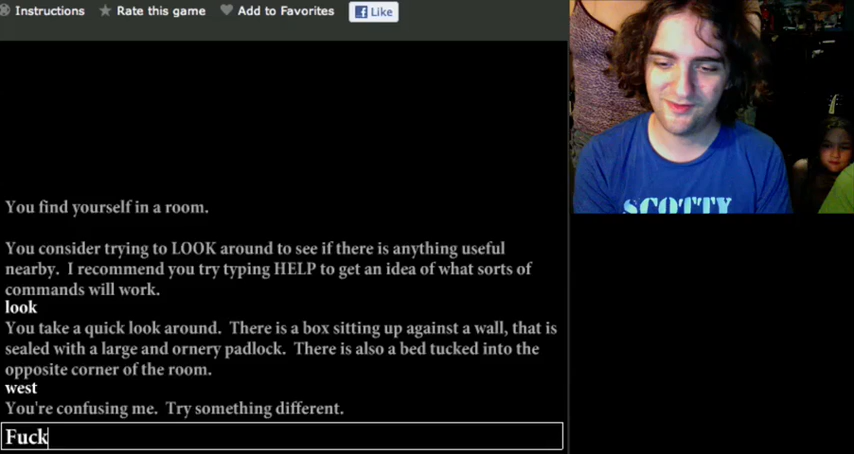 Instructions Rate this game Add to Favorites Like
You find yourself in a room.
You consider trying to LOOK around to see if there is anything useful
nearby. I recommend you try typing HELP to get an idea of what sorts of
commands will work.
look
You take a quick look around. There is a box sitting up against a wall, that is
sealed with a large and ornery padlock. There is also a bed tucked into the
opposite corner of the room.
west
You're confusing me. Try something different.
Fuck
SCOTTY